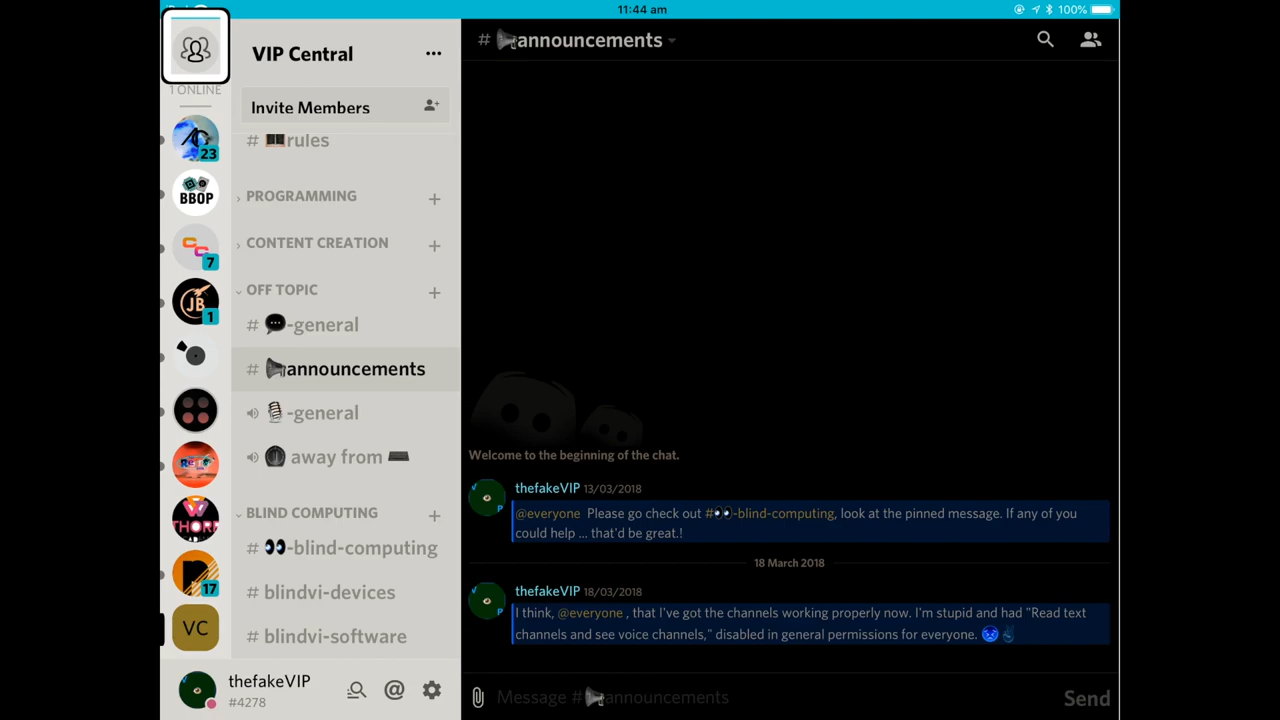 11:44 am
100%
1 ONLINE
23
BBOP
7
JB
1
THOR
17
VC
VIP Central
Invite Members
# rules
PROGRAMMING
CONTENT CREATION
OFF TOPIC
# -general
# announcements
-general
away from
BLIND COMPUTING
# 👀-blind-computing
# blindvi-devices
# blindvi-software
thefakeVIP
#4278
@
# announcements
Welcome to the beginning of the chat.
thefakeVIP 13/03/2018
@everyone Please go check out #👀-blind-computing, look at the pinned message. If any of you
could help ... that'd be great.!
18 March 2018
thefakeVIP 18/03/2018
I think, @everyone , that I've got the channels working properly now. I'm stupid and had "Read text
channels and see voice channels," disabled in general permissions for everyone.
Message # announcements
Send